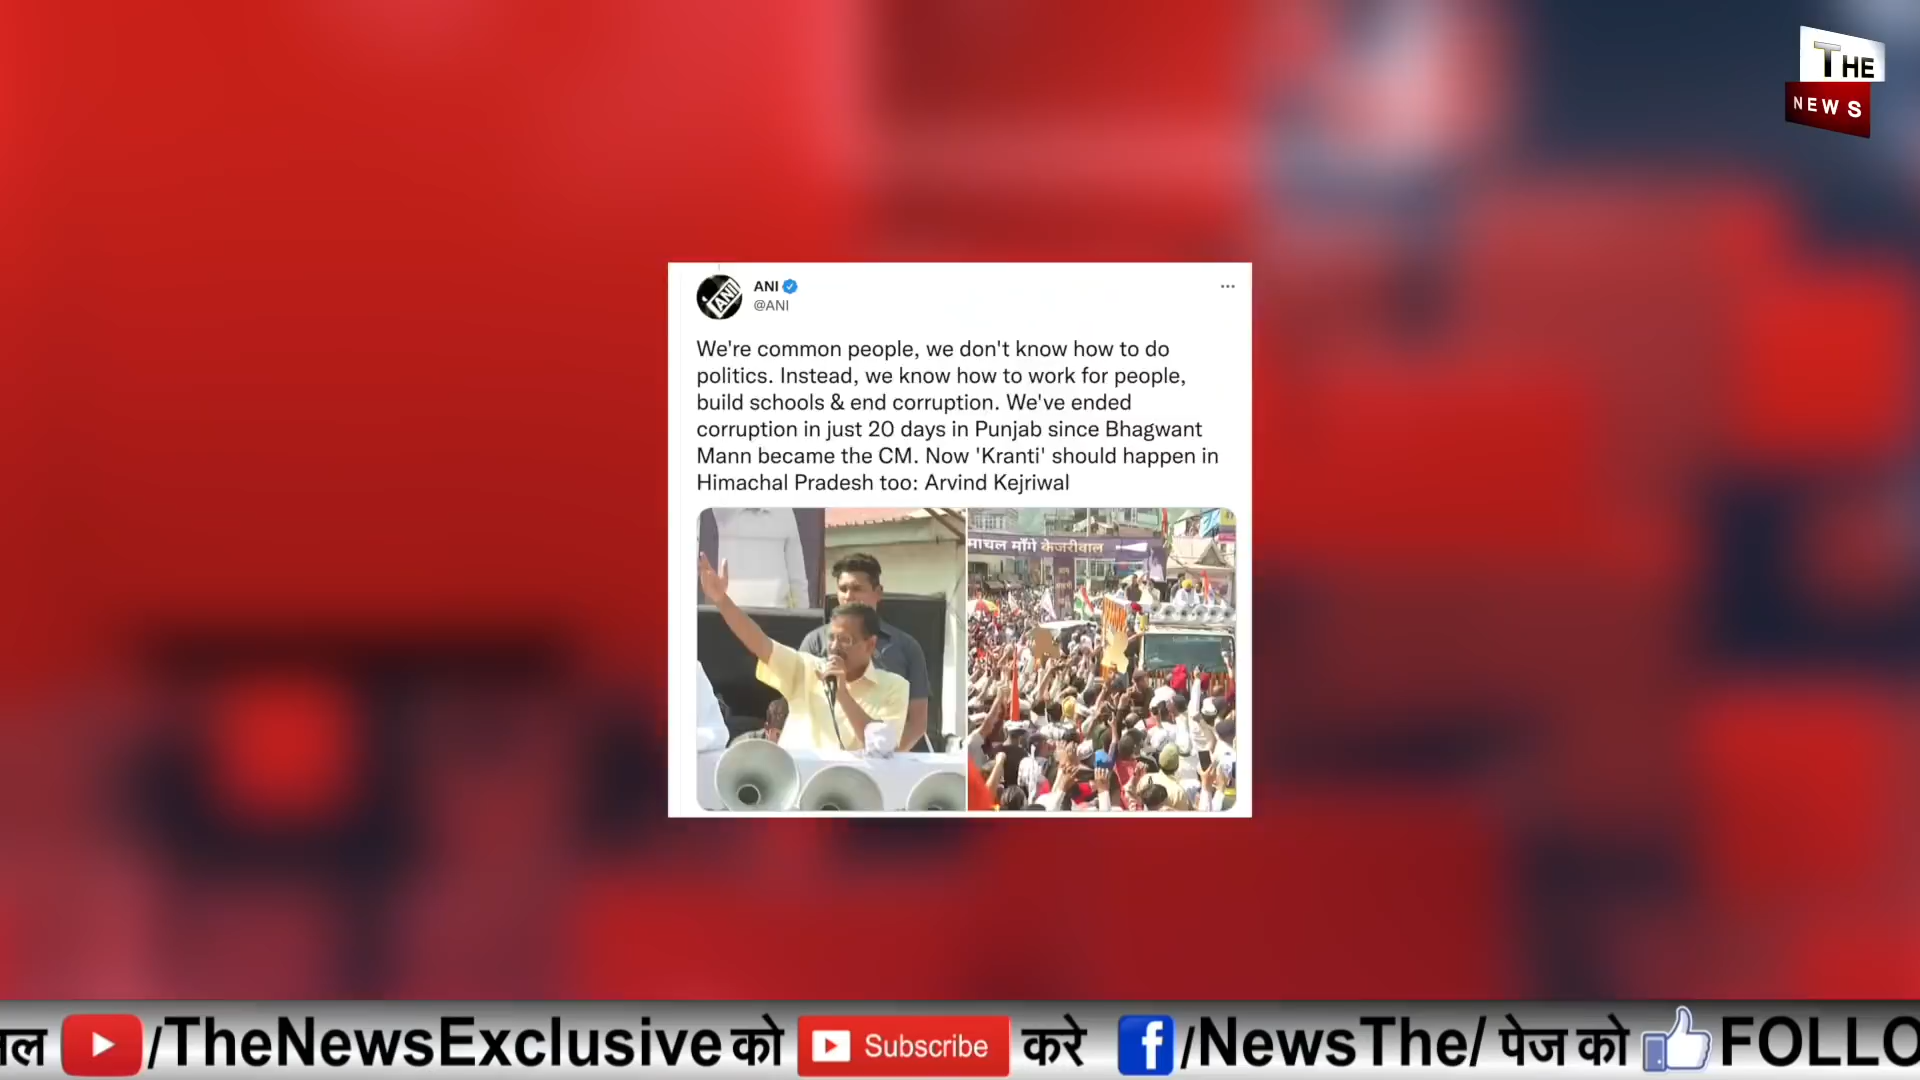 THE
NEWS
ANI
ANI
@ANI
We're common people, we don't know how to do
politics. Instead, we know how to work for people,
build schools & end corruption. We've ended
corruption in just 20 days in Punjab since Bhagwant
Mann became the CM. Now 'Kranti' should happen in
Himachal Pradesh too: Arvind Kejriwal
माचल माँगे केजरीवाल
/TheNewsExclusive को Subscribe करे f /NewsThe/ पेज को FOLLO